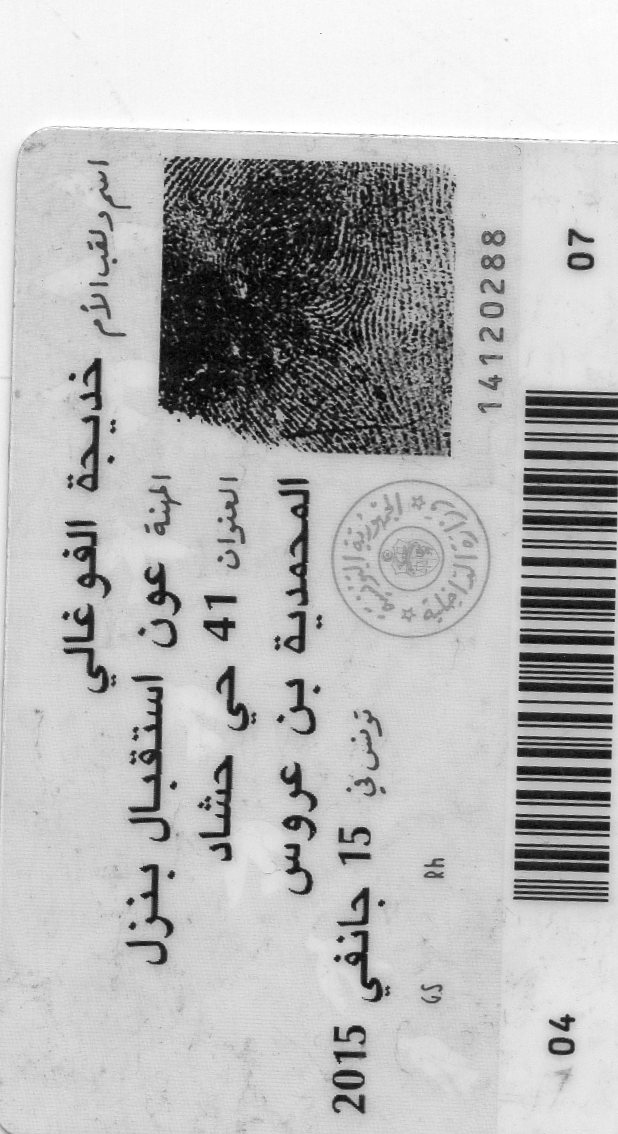 اسم ولقب الأم خديجة الفوغالي
المهنة عون استقبال بنزل
العنوان 41 حي حشاد
المحمدية بن عروس
تونس في 15 جانفي 2015
GS Rh
الجمهورية التونسية
وزارة الداخلية
14120288
07
04